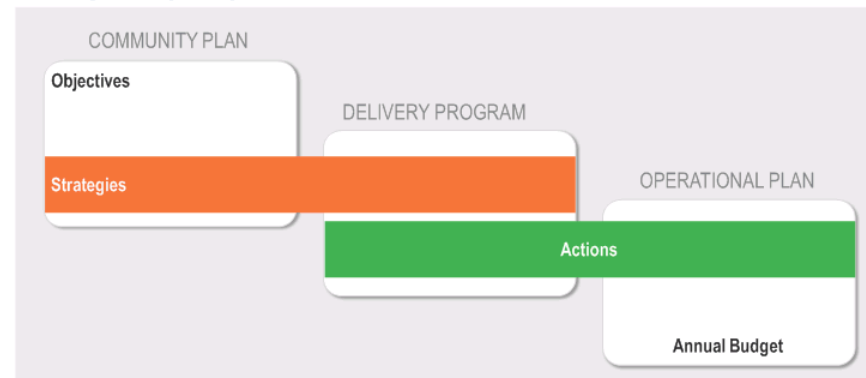 COMMUNITY PLAN
Objectives
DELIVERY PROGRAM
Strategies
OPERATIONAL PLAN
Actions
Annual Budget